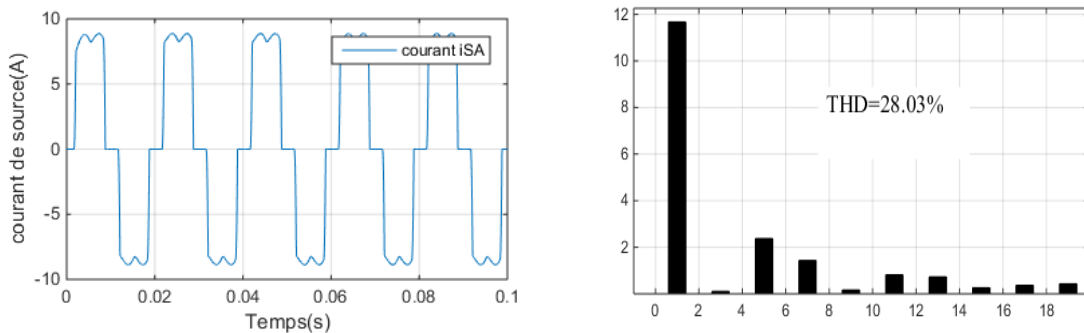 courant de source(A)
10
5
0
-5
-10
courant iSA
0 0.02 0.04 0.06 0.08 0.1
Temps(s)
12
10
8
6
4
2
THD=28.03%
0 2 4 6 8 10 12 14 16 18